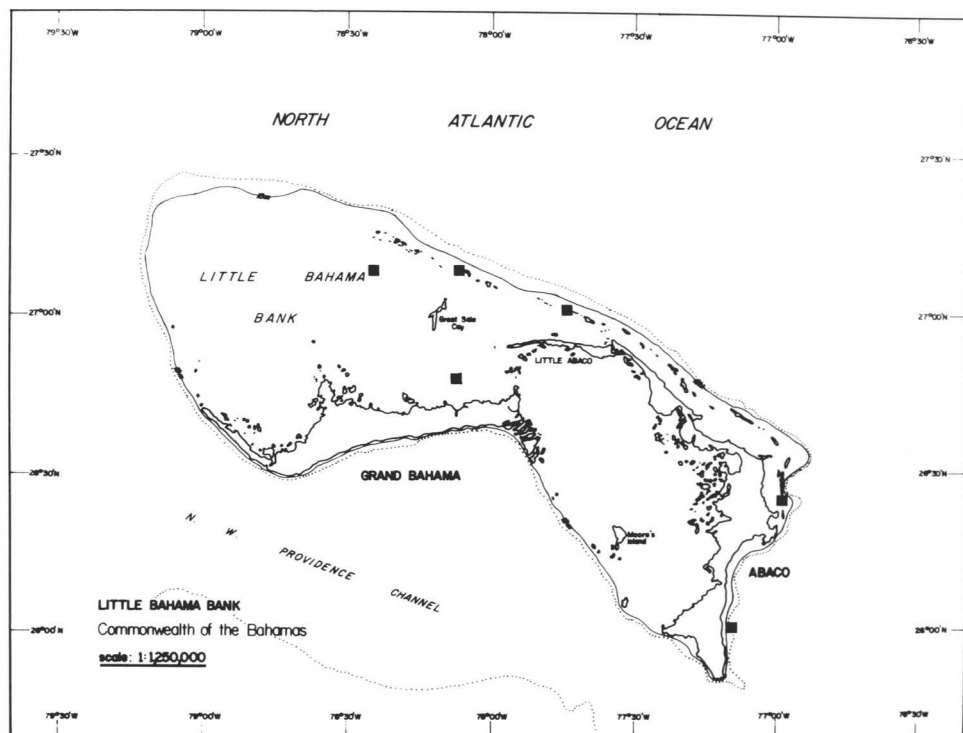 79°30'W 79°00'W 78°30'W 78°00'W 77°30'W 77°00'W 76°30'W
NORTH ATLANTIC OCEAN
27°30'N 27°30'N
LITTLE BAHAMA
BANK
Great Sale
Cay
27°00'N 27°00'N
LITTLE ABACO
26°30'N 26°30'N
GRAND BAHAMA
N. W. PROVIDENCE CHANNEL
Moore's
Island
ABACO
LITTLE BAHAMA BANK
Commonwealth of the Bahamas
26°00'N 26°00'N
scale: 1:1,250,000
79°30'W 79°00'W 78°30'W 78°00'W 77°30'W 77°00'W 76°30'W